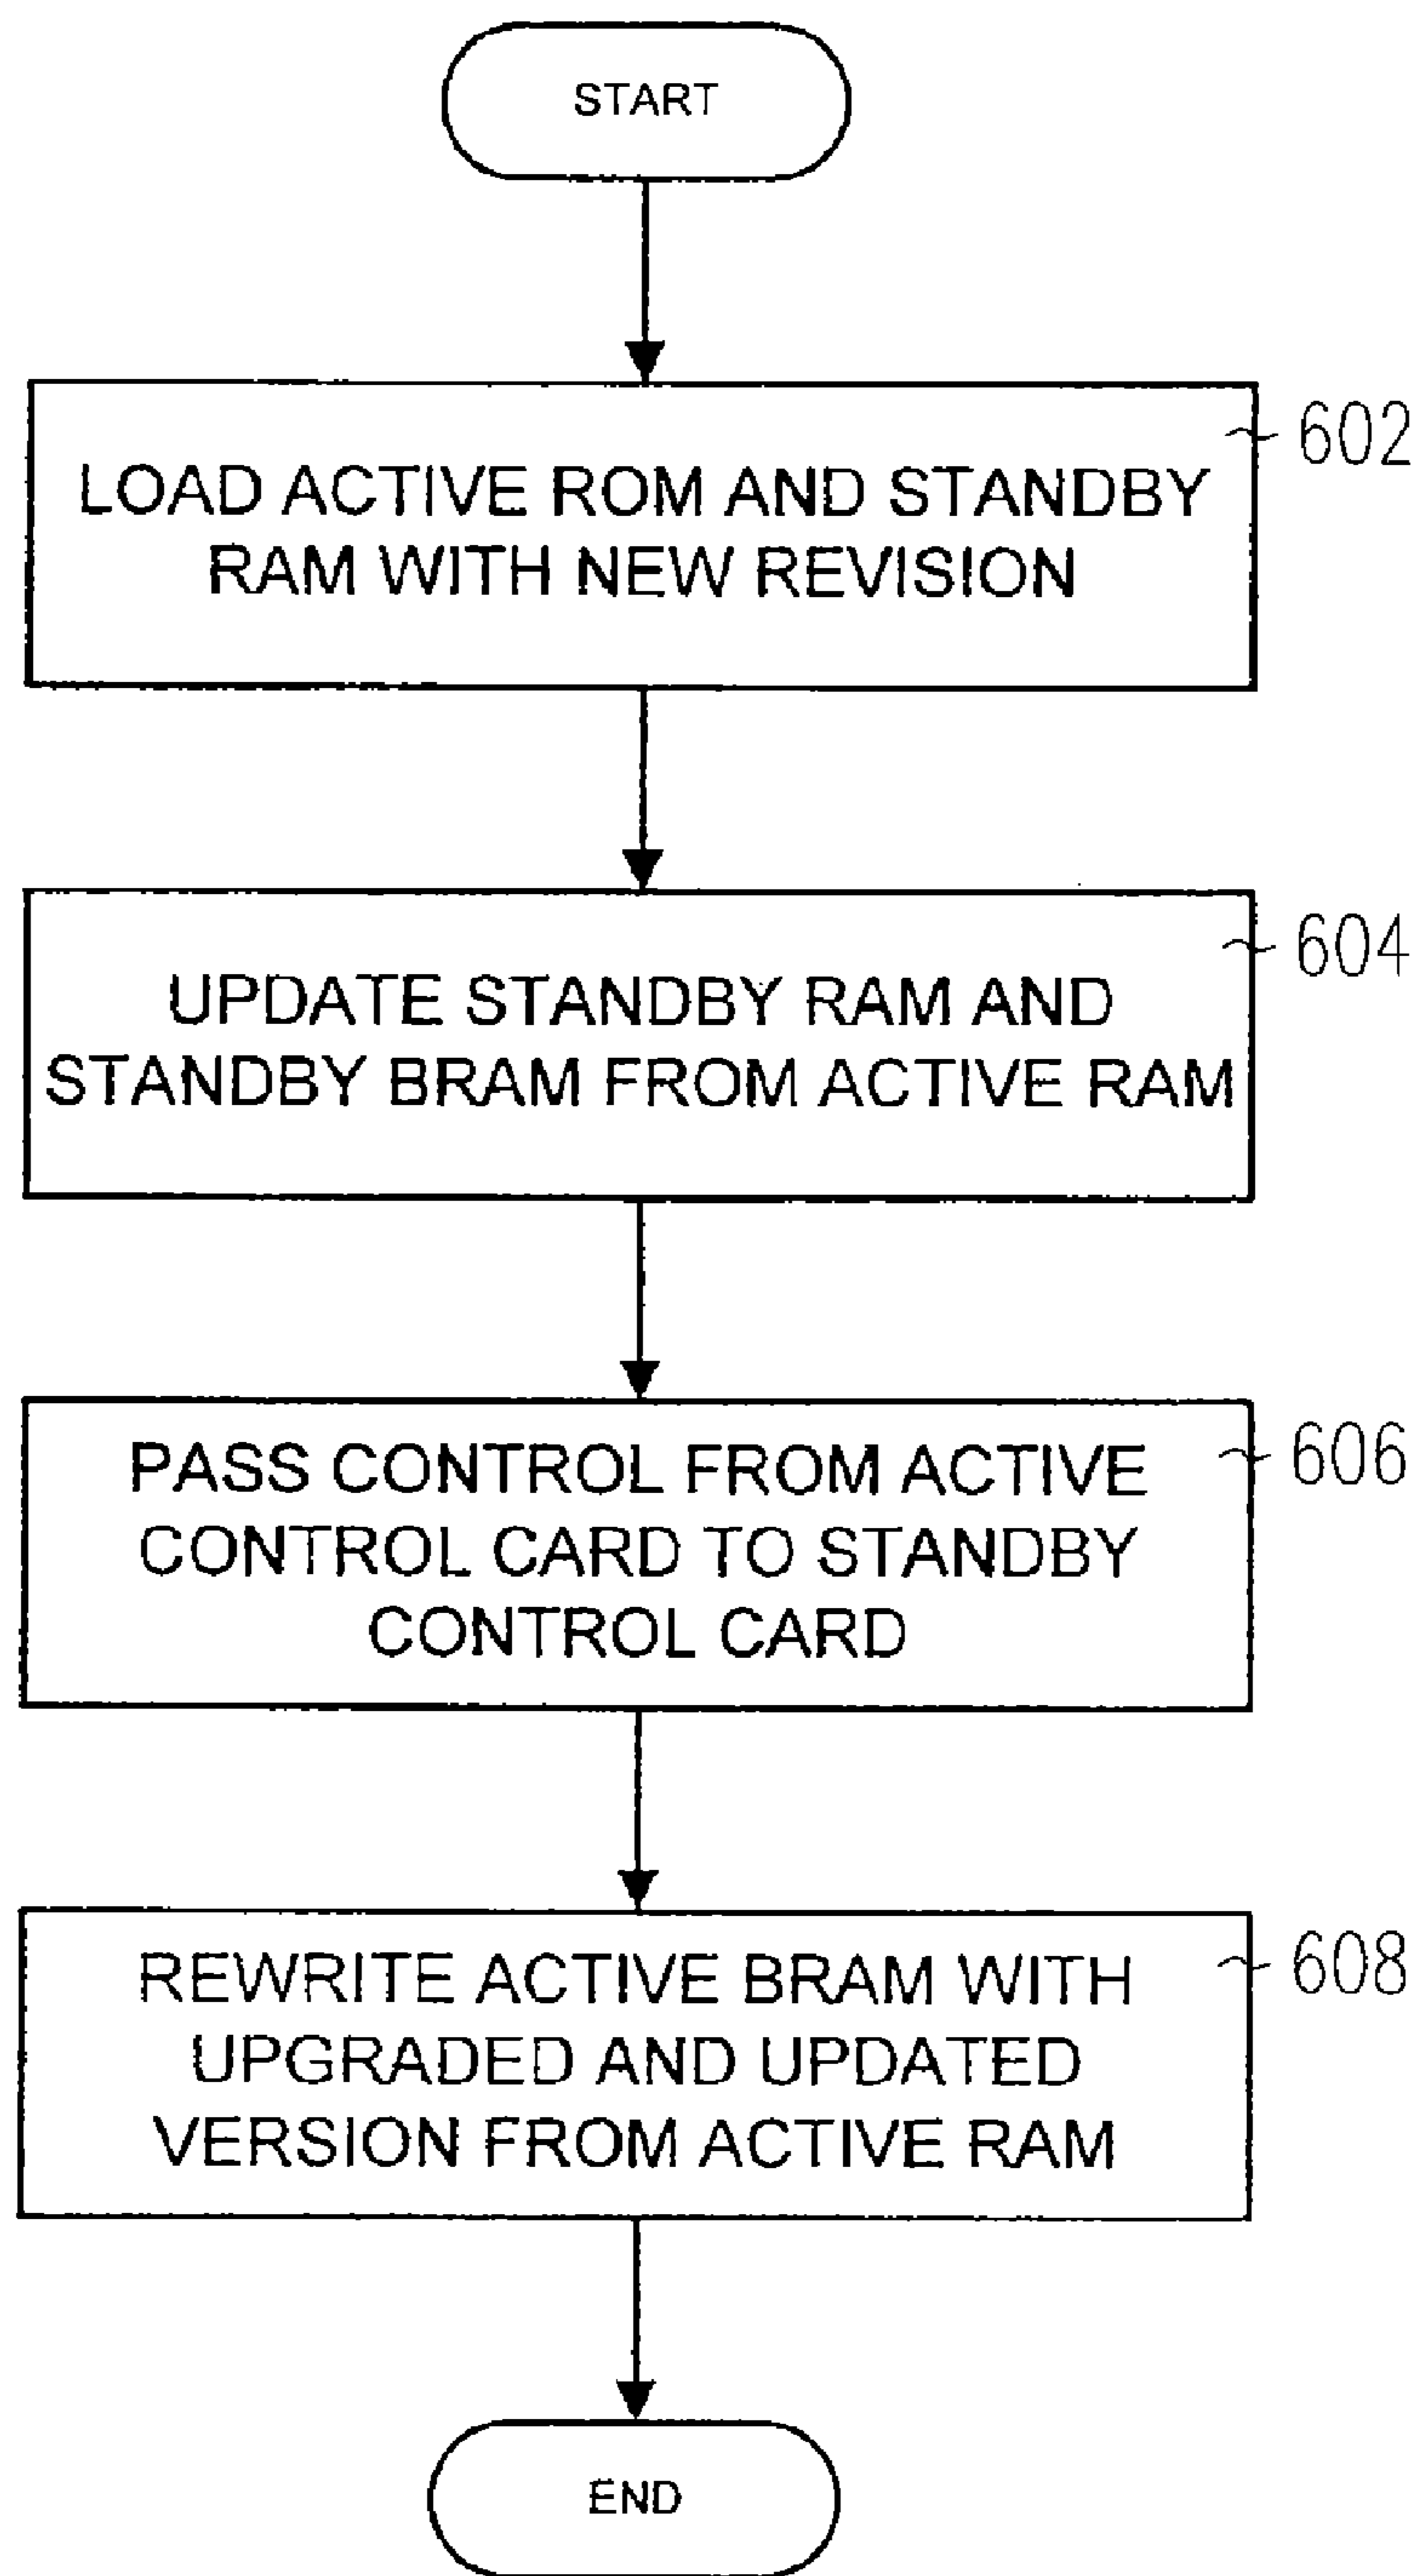 START
602
LOAD ACTIVE ROM AND STANDBY
RAM WITH NEW REVISION
604
UPDATE STANDBY RAM AND
STANDBY BRAM FROM ACTIVE RAM
606
PASS CONTROL FROM ACTIVE
CONTROL CARD TO STANDBY
CONTROL CARD
608
REWRITE ACTIVE BRAM WITH
UPGRADED AND UPDATED
VERSION FROM ACTIVE RAM
END